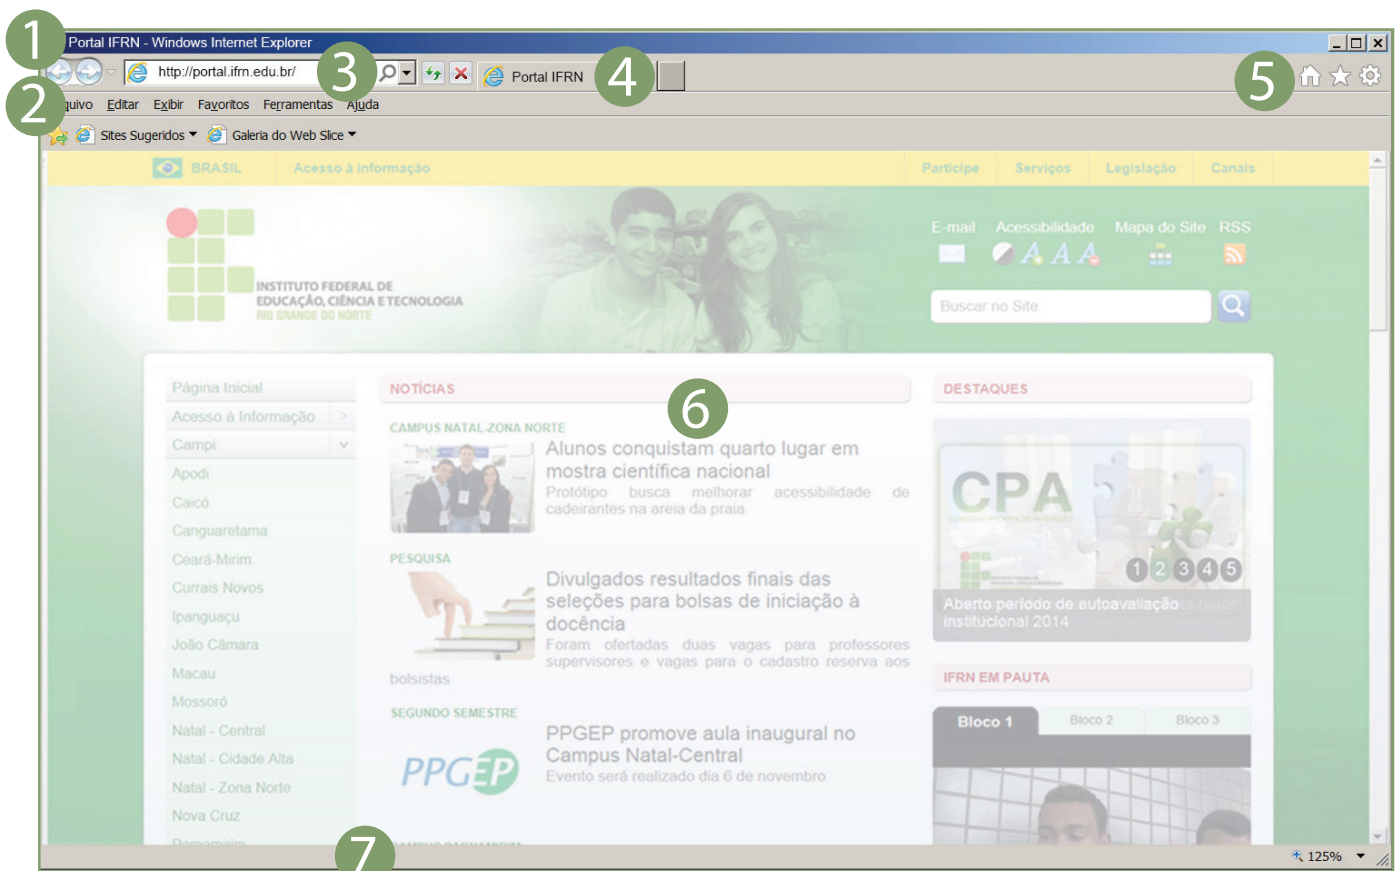 1
Portal IFRN - Windows Internet Explorer
http://portal.ifrn.edu.br/
3
Portal IFRN
4
5
2
quivo Editar Exibir Favoritos Ferramentas Ajuda
Sites Sugeridos Galeria do Web Slice
BRASIL Acesso à informação Participe Serviços Legislação Canais
E-mail Acessibilidade Mapa do Site RSS
A A A
INSTITUTO FEDERAL DE
EDUCAÇÃO, CIÊNCIA E TECNOLOGIA
RIO GRANDE DO NORTE
Buscar no Site
Página Inicial
Acesso à Informação >
Campi
Apodi
Caicó
Canguaretama
Ceará-Mirim
Currais Novos
Ipanguaçu
João Câmara
Macau
Mossoró
Natal - Central
Natal - Cidade Alta
Natal - Zona Norte
Nova Cruz
Parnamirim
NOTÍCIAS
6
CAMPUS NATAL-ZONA NORTE
Alunos conquistam quarto lugar em
mostra científica nacional
Protótipo busca melhorar acessibilidade de
cadeirantes na areia da praia
PESQUISA
Divulgados resultados finais das
seleções para bolsas de iniciação à
docência
Foram ofertadas duas vagas para professores
supervisores e vagas para o cadastro reserva aos
bolsistas
SEGUNDO SEMESTRE
PPGEP
PPGEP promove aula inaugural no
Campus Natal-Central
Evento será realizado dia 6 de novembro
CAMPUS PARNAMIRIM
7
DESTAQUES
CPA
1 2 3 4 5
Aberto período de autoavaliação
institucional 2014
IFRN EM PAUTA
Bloco 1 Bloco 2 Bloco 3
125%